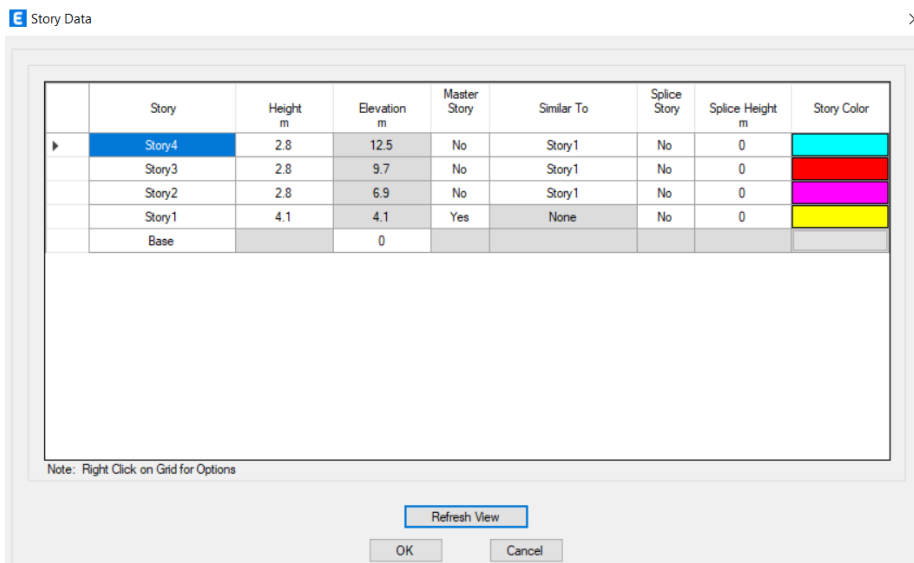 E Story Data
Story Height m Elevation m Master Story Similar To Splice Story Splice Height m Story Color
Story4 2.8 12.5 No Story1 No 0
Story3 2.8 9.7 No Story1 No 0
Story2 2.8 6.9 No Story1 No 0
Story1 4.1 4.1 Yes None No 0
Base 0
Note: Right Click on Grid for Options
Refresh View
OK Cancel